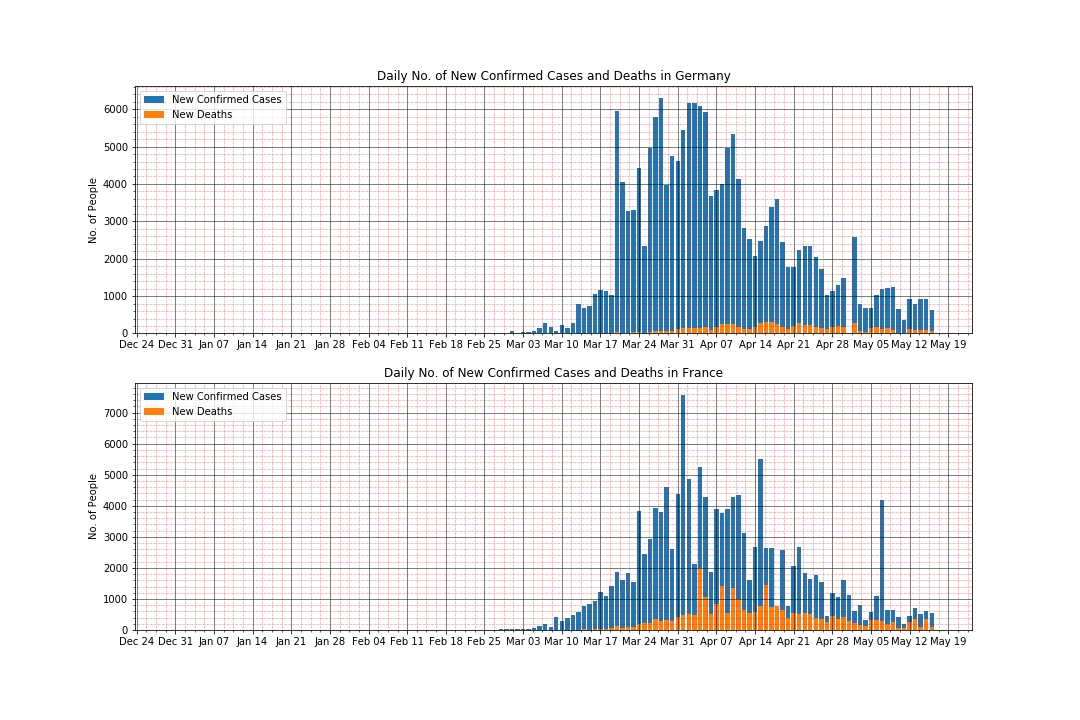 Daily No. of New Confirmed Cases and Deaths in Germany
New Confirmed Cases
New Deaths
No. of People
6000
5000
4000
3000
2000
1000
0
Dec 24 Dec 31 Jan 07 Jan 14 Jan 21 Jan 28 Feb 04 Feb 11 Feb 18 Feb 25 Mar 03 Mar 10 Mar 17 Mar 24 Mar 31 Apr 07 Apr 14 Apr 21 Apr 28 May 05 May 12 May 19
Daily No. of New Confirmed Cases and Deaths in France
New Confirmed Cases
New Deaths
No. of People
7000
6000
5000
4000
3000
2000
1000
0
Dec 24 Dec 31 Jan 07 Jan 14 Jan 21 Jan 28 Feb 04 Feb 11 Feb 18 Feb 25 Mar 03 Mar 10 Mar 17 Mar 24 Mar 31 Apr 07 Apr 14 Apr 21 Apr 28 May 05 May 12 May 19